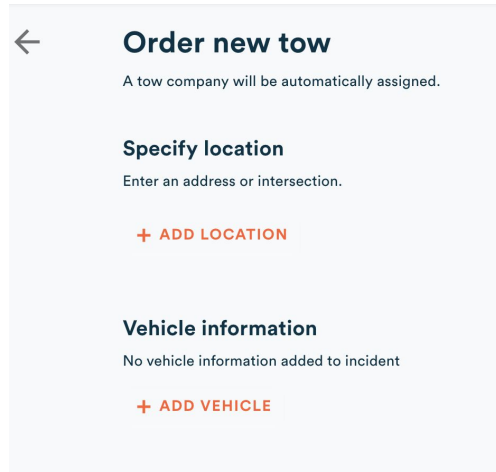 Order new tow
A tow company will be automatically assigned.
Specify location
Enter an address or intersection.
+ ADD LOCATION
Vehicle information
No vehicle information added to incident
+ ADD VEHICLE